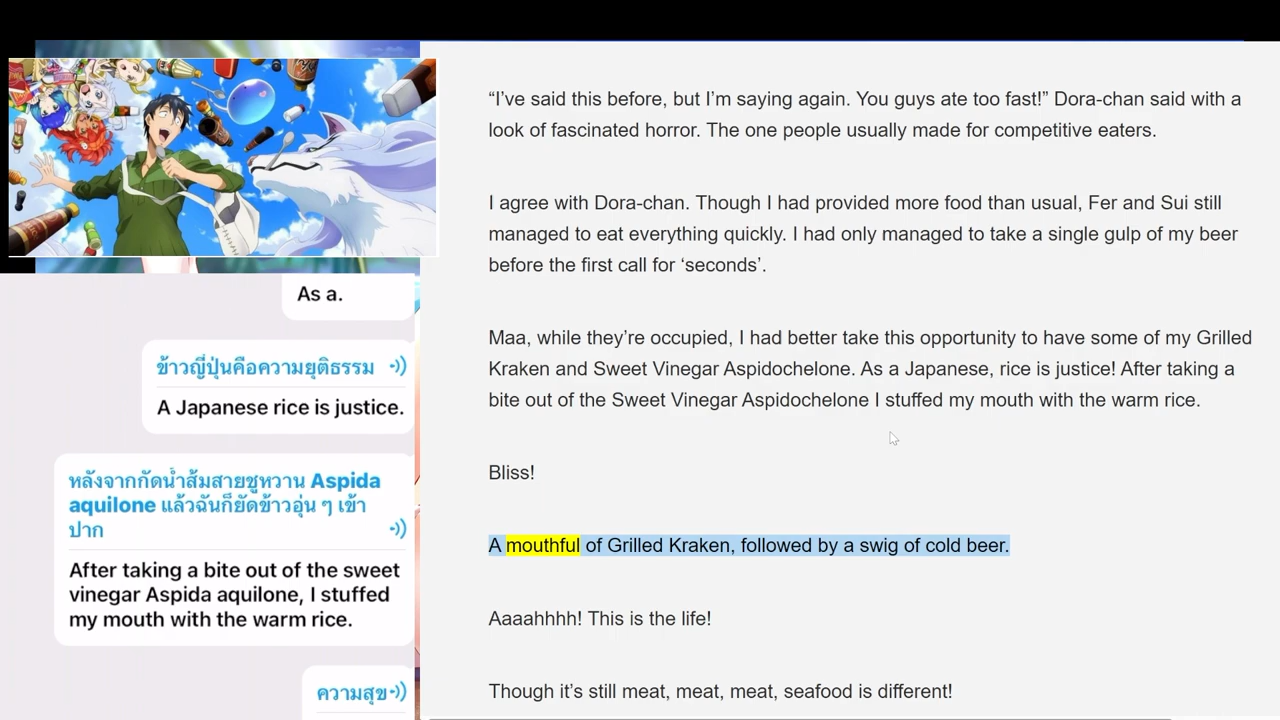 As a.
ข้าวญี่ปุ่นคือความยุติธรรม
A Japanese rice is justice.
หลังจากกัดน้ำส้มสายชูหวาน Aspida
aquilone แล้วฉันก็ยัดข้าวอุ่น ๆ เข้า
ปาก
After taking a bite out of the sweet
vinegar Aspida aquilone, I stuffed
my mouth with the warm rice.
ความสุข
“I’ve said this before, but I’m saying again. You guys ate too fast!” Dora-chan said with a
look of fascinated horror. The one people usually made for competitive eaters.
I agree with Dora-chan. Though I had provided more food than usual, Fer and Sui still
managed to eat everything quickly. I had only managed to take a single gulp of my beer
before the first call for ‘seconds’.
Maa, while they’re occupied, I had better take this opportunity to have some of my Grilled
Kraken and Sweet Vinegar Aspidochelone. As a Japanese, rice is justice! After taking a
bite out of the Sweet Vinegar Aspidochelone I stuffed my mouth with the warm rice.
Bliss!
A mouthful of Grilled Kraken, followed by a swig of cold beer.
Aaaahhhh! This is the life!
Though it’s still meat, meat, meat, seafood is different!